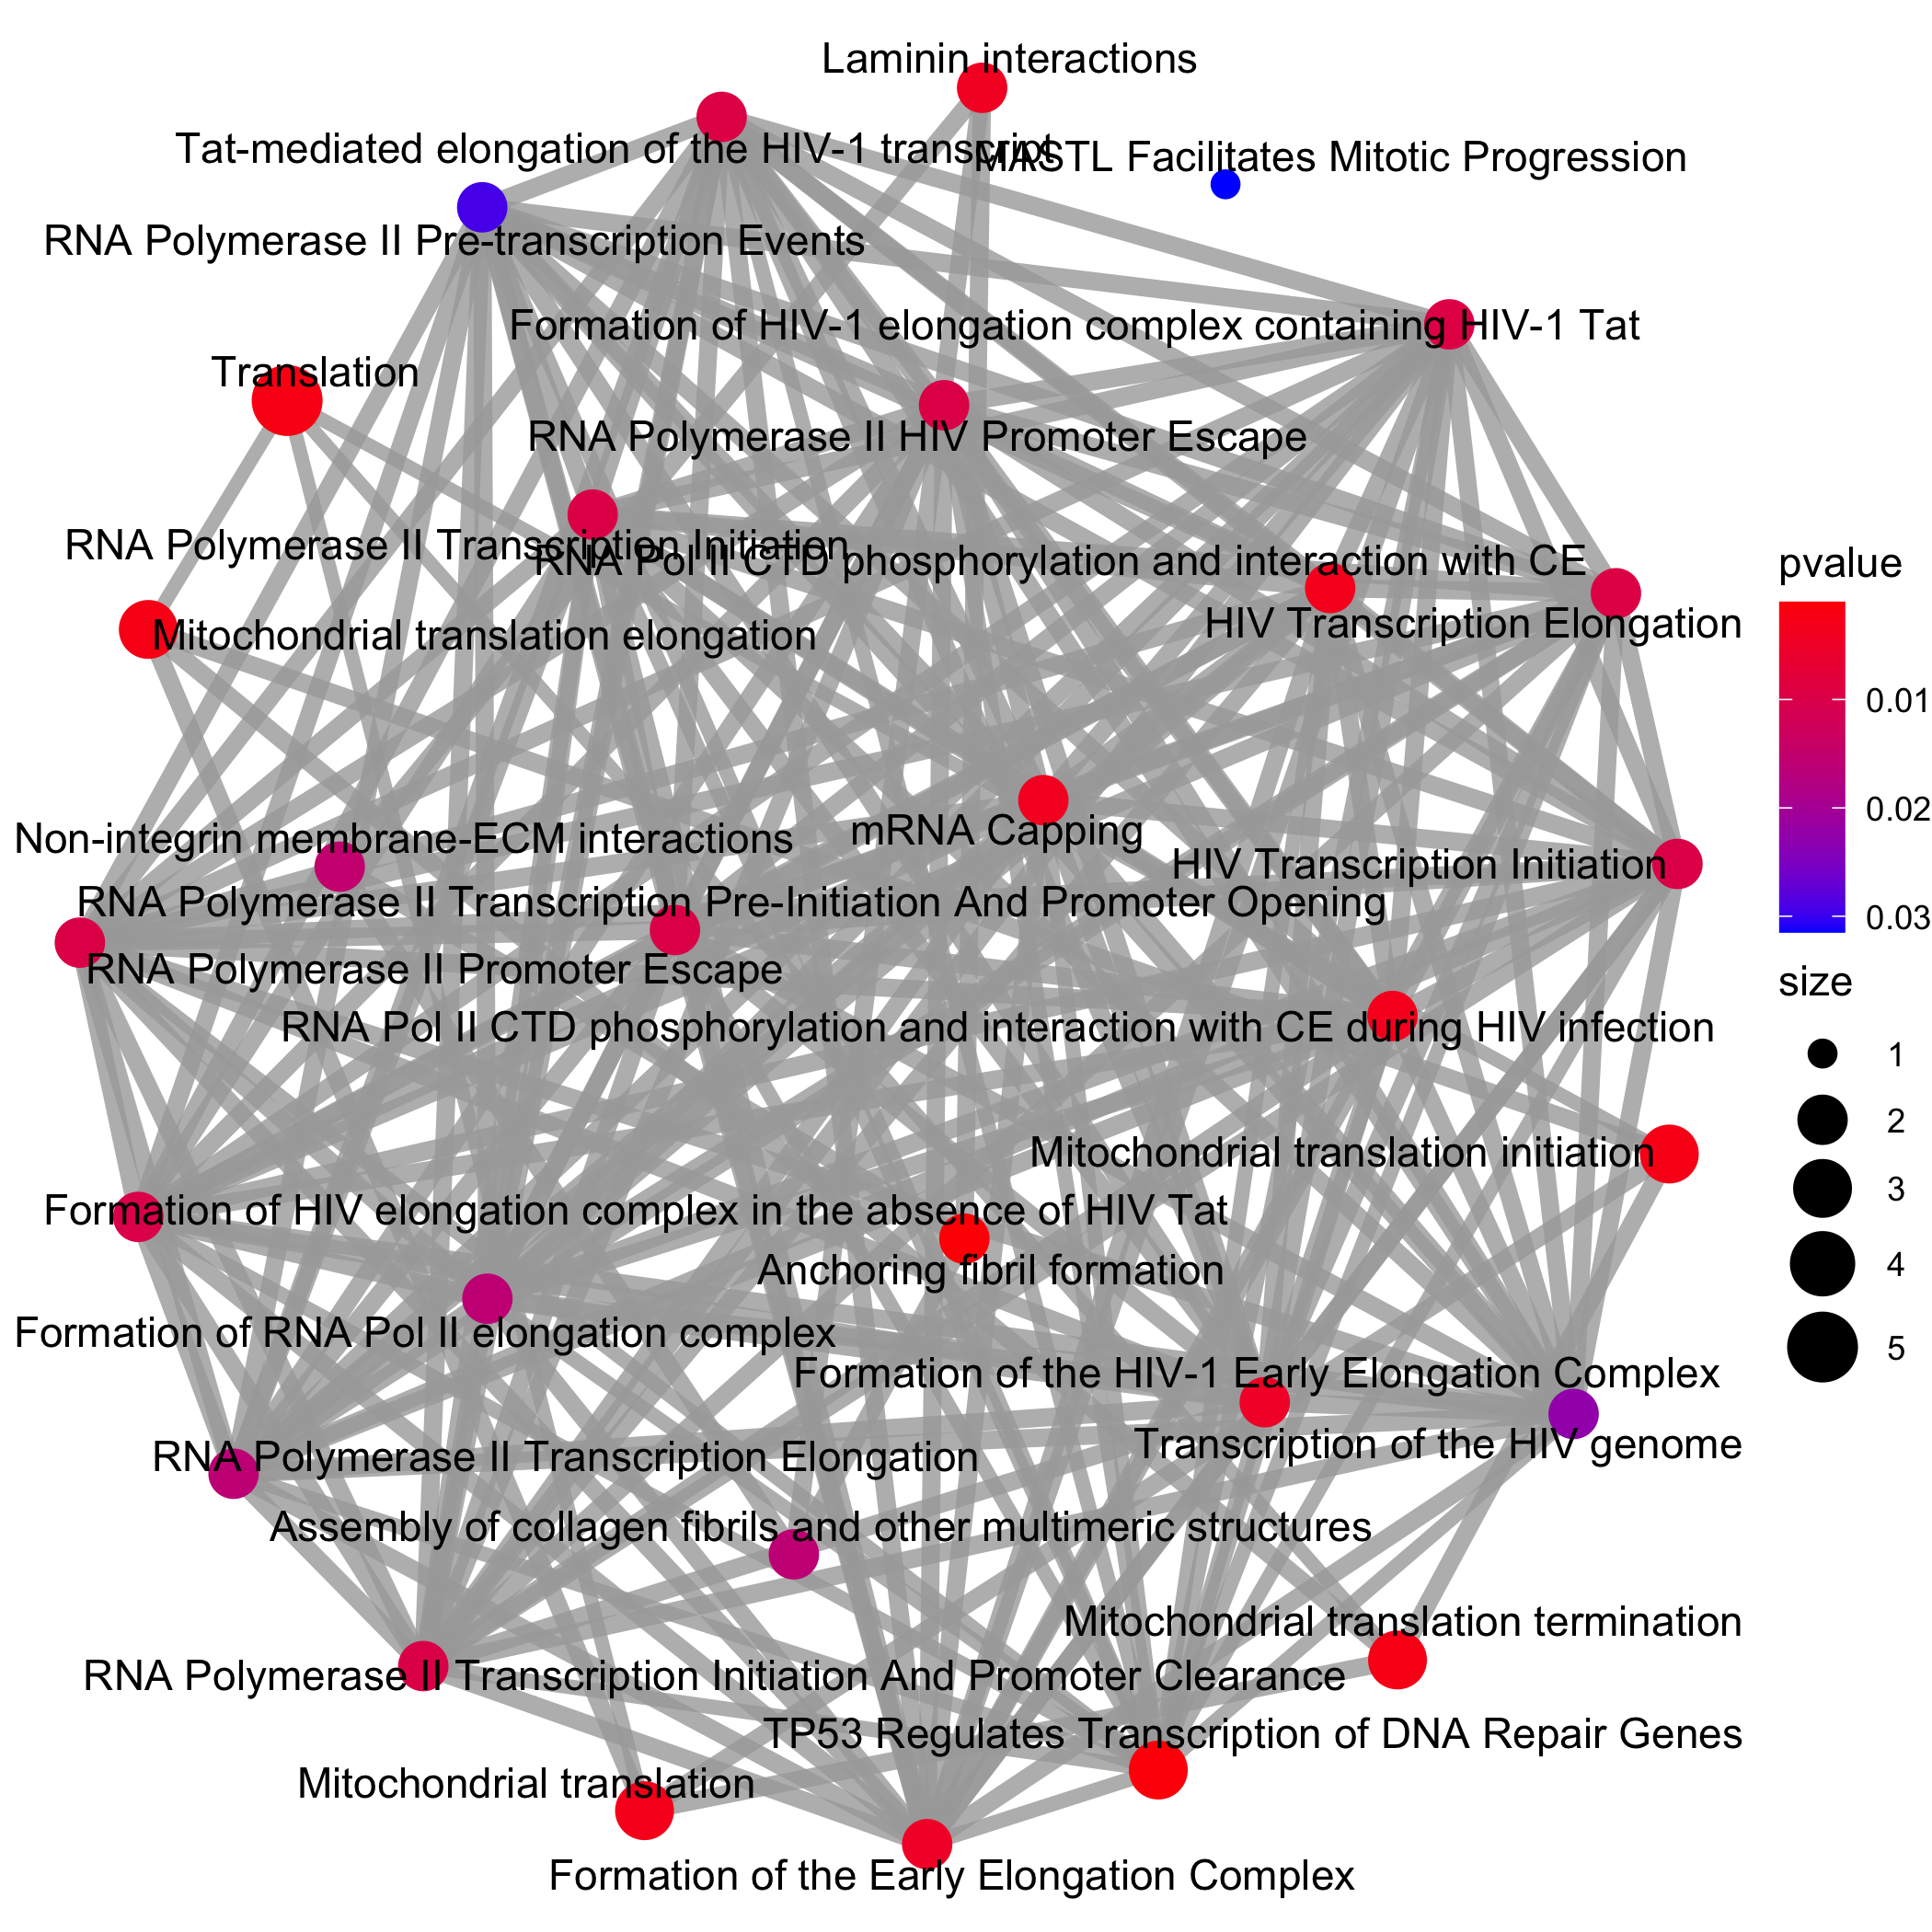 Laminin interactions
Tat-mediated elongation of the HIV-1 transcript
MASTL Facilitates Mitotic Progression
RNA Polymerase II Pre-transcription Events
Formation of HIV-1 elongation complex containing HIV-1 Tat
Translation
RNA Polymerase II HIV Promoter Escape
RNA Polymerase II Transcription Initiation
RNA Pol II CTD phosphorylation and interaction with CE
HIV Transcription Elongation
Mitochondrial translation elongation
Non-integrin membrane-ECM interactions
mRNA Capping
HIV Transcription Initiation
RNA Polymerase II Transcription Pre-Initiation And Promoter Opening
RNA Polymerase II Promoter Escape
RNA Pol II CTD phosphorylation and interaction with CE during HIV infection
Mitochondrial translation initiation
Formation of HIV elongation complex in the absence of HIV Tat
Anchoring fibril formation
Formation of RNA Pol II elongation complex
Formation of the HIV-1 Early Elongation Complex
Transcription of the HIV genome
RNA Polymerase II Transcription Elongation
Assembly of collagen fibrils and other multimeric structures
Mitochondrial translation termination
RNA Polymerase II Transcription Initiation And Promoter Clearance
TP53 Regulates Transcription of DNA Repair Genes
Mitochondrial translation
Formation of the Early Elongation Complex
pvalue
0.01
0.02
0.03
size
1
2
3
4
5